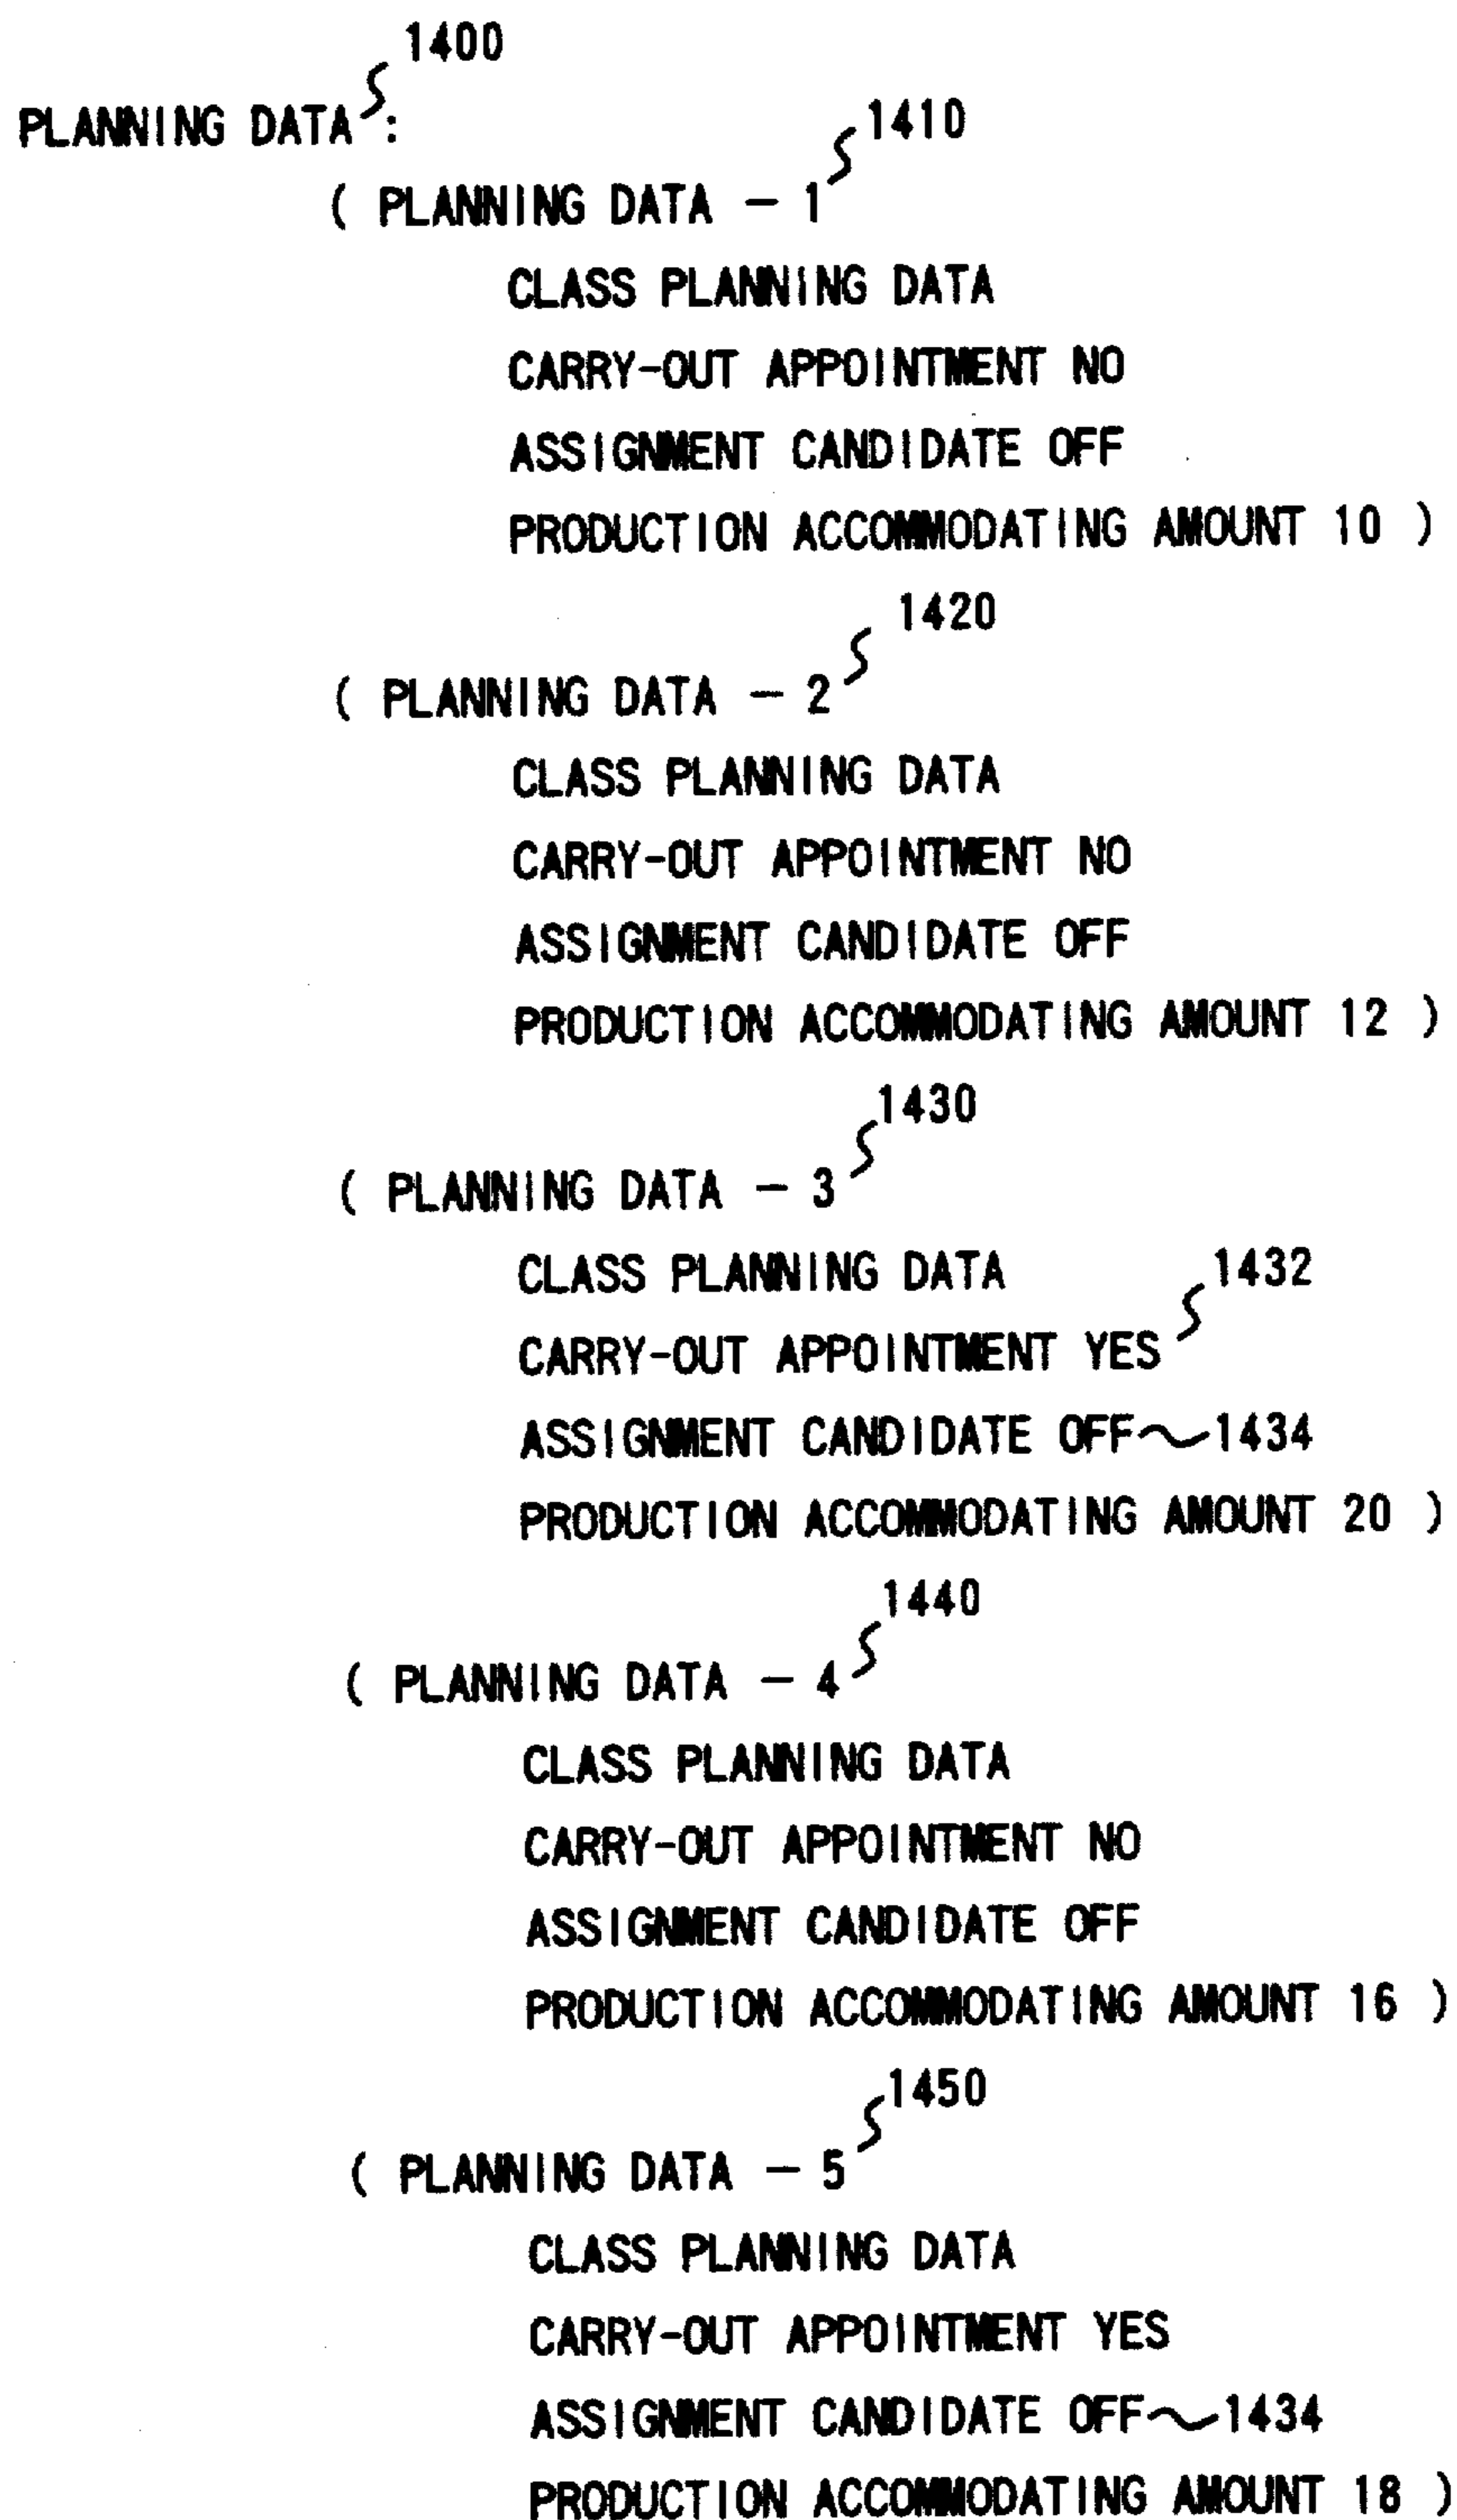 1400
PLANNING DATA :
1410
( PLANNING DATA — 1
CLASS PLANNING DATA
CARRY-OUT APPOINTMENT NO
ASSIGNMENT CANDIDATE OFF
PRODUCTION ACCOMMODATING AMOUNT 10 )
1420
( PLANNING DATA — 2
CLASS PLANNING DATA
CARRY-OUT APPOINTMENT NO
ASSIGNMENT CANDIDATE OFF
PRODUCTION ACCOMMODATING AMOUNT 12 )
1430
( PLANNING DATA — 3
CLASS PLANNING DATA
1432
CARRY-OUT APPOINTMENT YES
ASSIGNMENT CANDIDATE OFF 1434
PRODUCTION ACCOMMODATING AMOUNT 20 )
1440
( PLANNING DATA — 4
CLASS PLANNING DATA
CARRY-OUT APPOINTMENT NO
ASSIGNMENT CANDIDATE OFF
PRODUCTION ACCOMMODATING AMOUNT 16 )
1450
( PLANNING DATA — 5
CLASS PLANNING DATA
CARRY-OUT APPOINTMENT YES
ASSIGNMENT CANDIDATE OFF 1434
PRODUCTION ACCOMMODATING AMOUNT 18 )